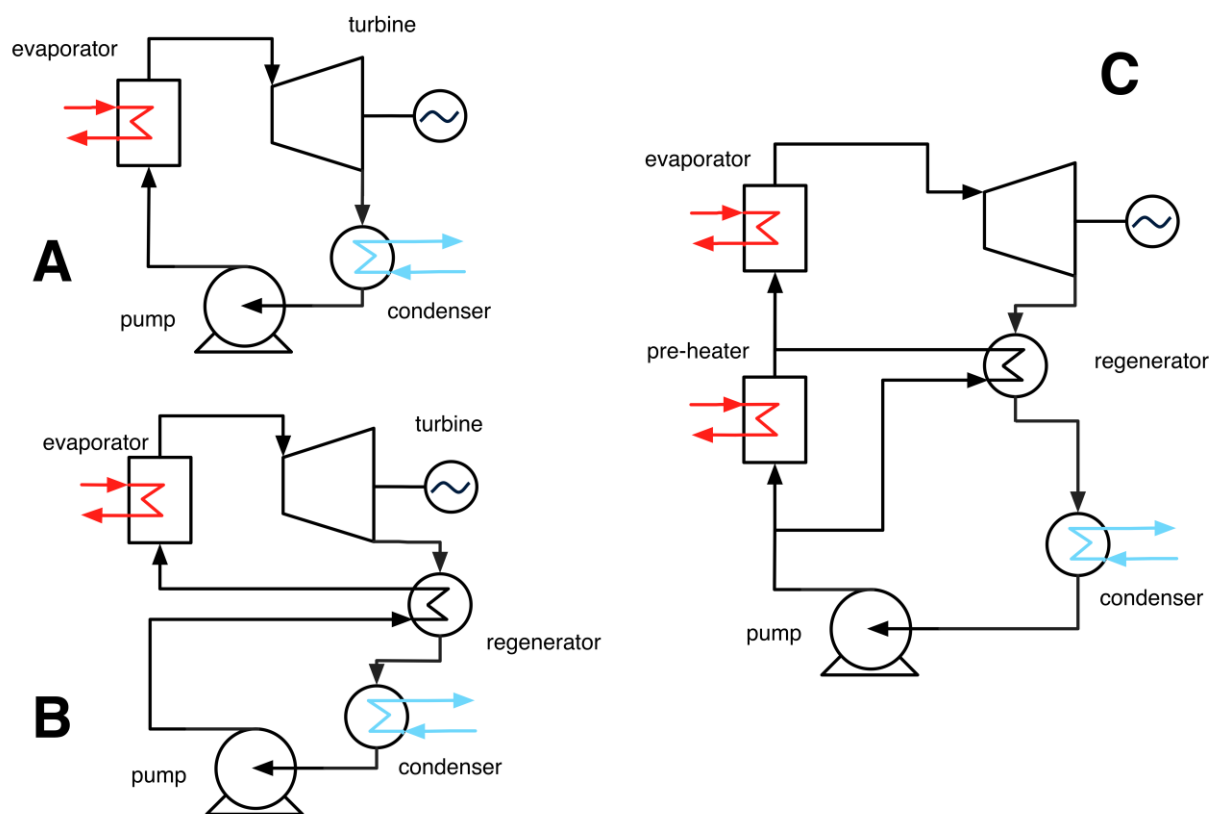 turbine
evaporator
A
pump
condenser
turbine
evaporator
regenerator
B
pump
condenser
C
evaporator
pre-heater
regenerator
condenser
pump